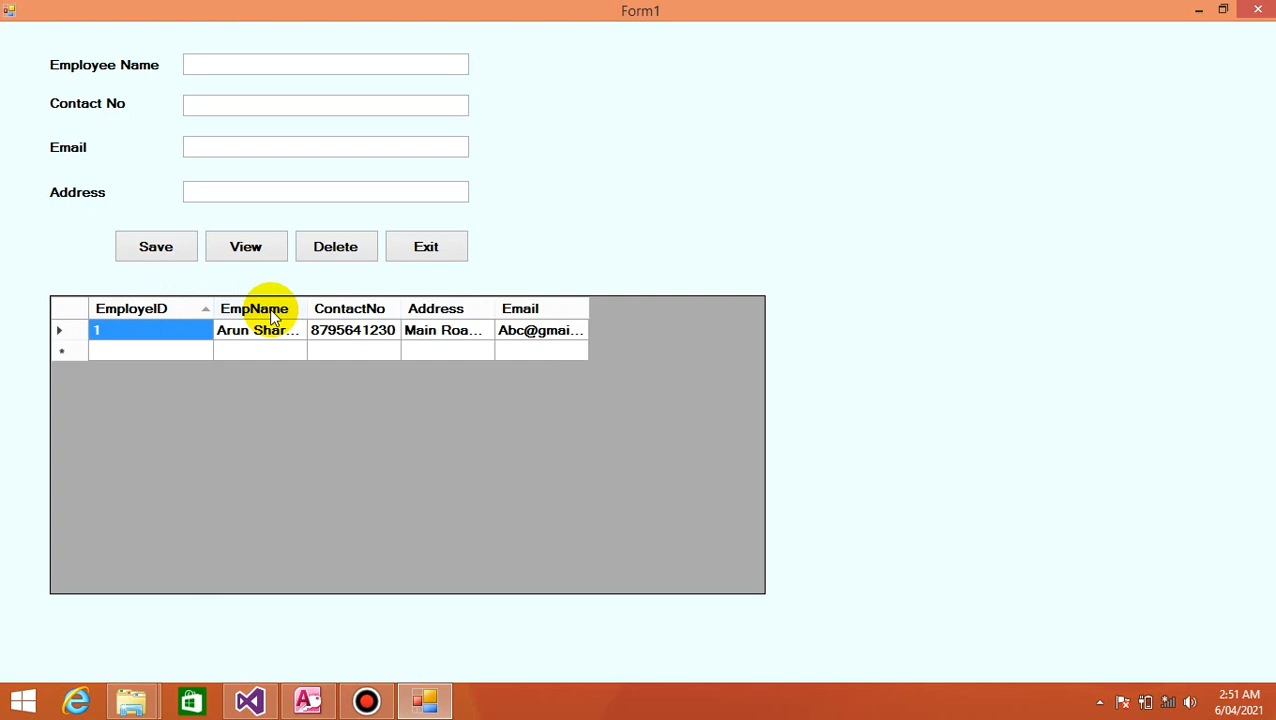 Form1
Employee Name
Contact No
Email
Address
Save View Delete Exit
EmployeID EmpName ContactNo Address Email
1 Arun Shar... 8795641230 Main Roa... Abc@gmai...
*
2:51 AM
6/04/2021